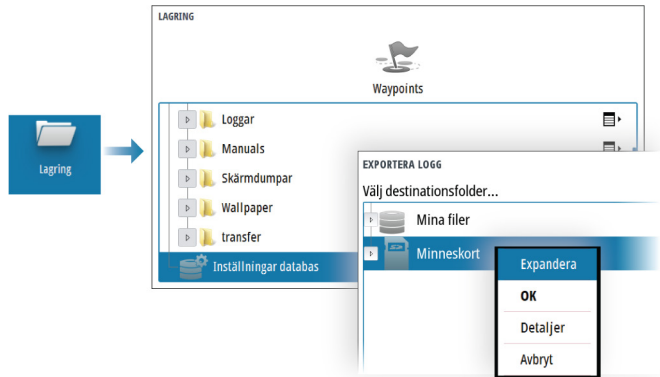 Lagring
LAGRING
Waypoints
Loggar
Manuals
Skärmdumpar
Wallpaper
transfer
Inställningar databas
EXPORTERA LOGG
Välj destinationsfolder...
Mina filer
Minneskort
Expandera
OK
Detaljer
Avbryt